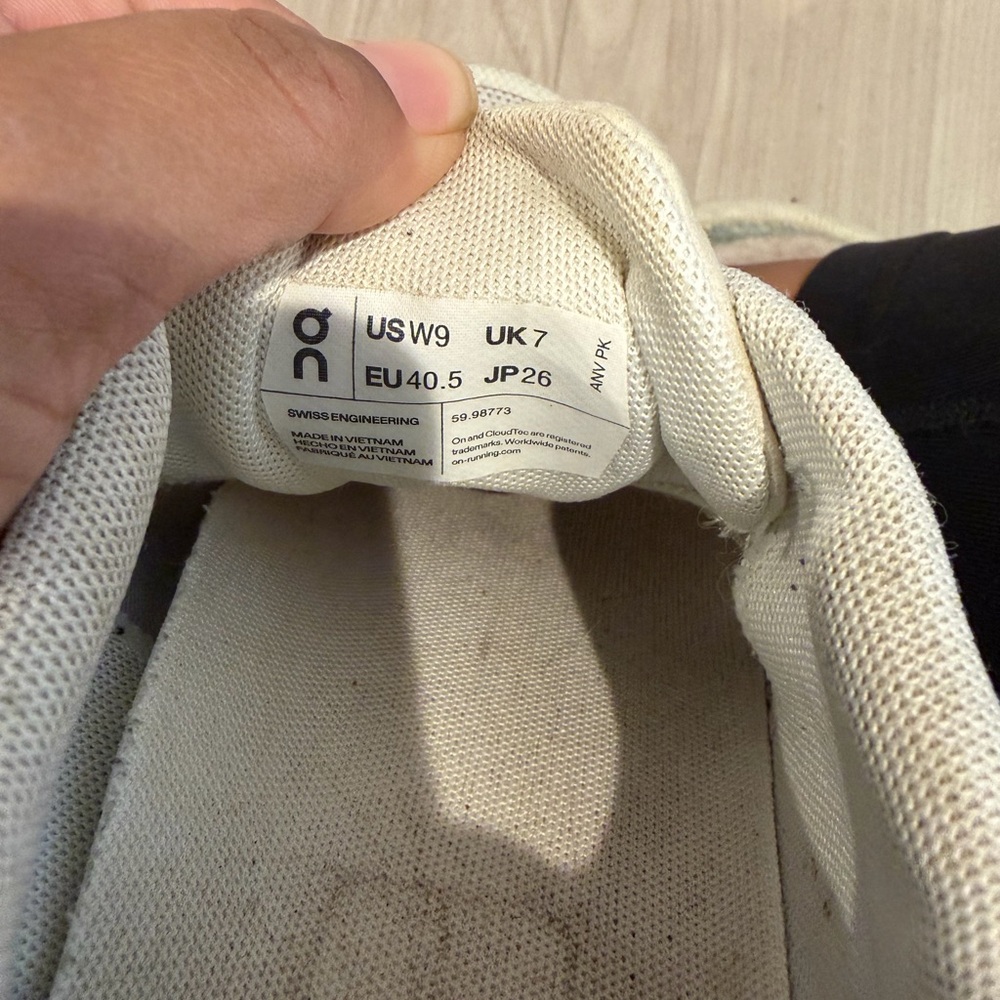 On
US W9 UK 7
EU 40.5 JP 26
ANV PK
SWISS ENGINEERING
MADE IN VIETNAM
HECHO EN VIETNAM
FABRIQUÉ AU VIETNAM
59.98773
On and CloudTec are registered
trademarks. Worldwide patents.
on-running.com